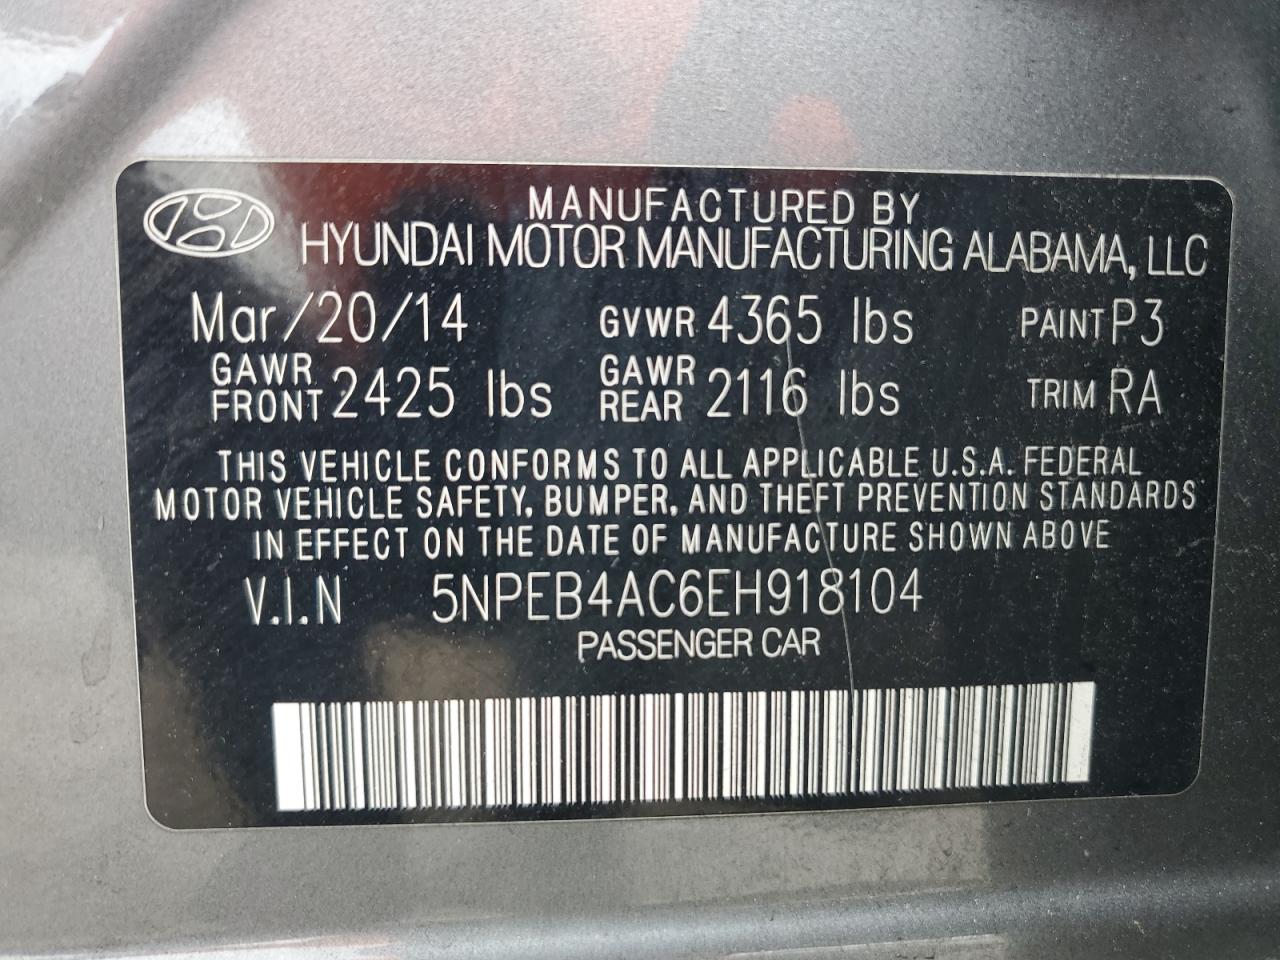 MANUFACTURED BY
HYUNDAI MOTOR MANUFACTURING ALABAMA, LLC
Mar/20/14 GVWR 4365 lbs PAINT P3
GAWR FRONT 2425 lbs GAWR REAR 2116 lbs TRIM RA
THIS VEHICLE CONFORMS TO ALL APPLICABLE U.S.A. FEDERAL
MOTOR VEHICLE SAFETY, BUMPER, AND THEFT PREVENTION STANDARDS
IN EFFECT ON THE DATE OF MANUFACTURE SHOWN ABOVE
V.I.N 5NPEB4AC6EH918104
PASSENGER CAR